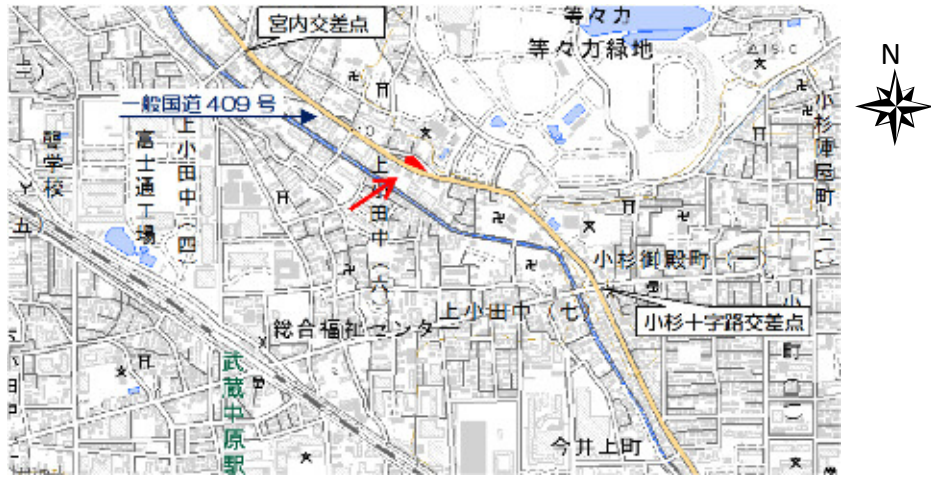 宮内交差点
等々力
等々力緑地
N
一般国道409号
小杉陣屋町
(二)
聾学校
富士通工場
上小田中(四)
上小田中(六)
小杉御殿町(一)
上小田中(七)
小杉十字路交差点
総合福祉センター
武蔵中原駅
今井上町